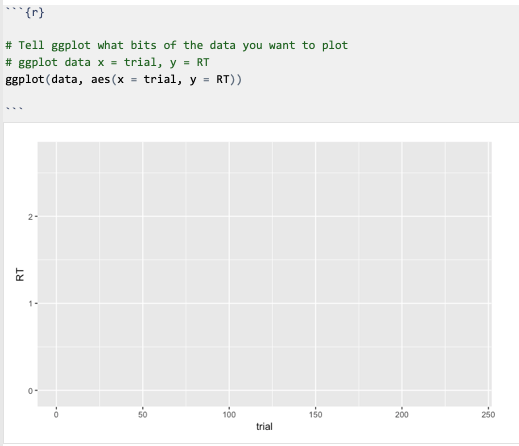 ```{r}
# Tell ggplot what bits of the data you want to plot
# ggplot data x = trial, y = RT
ggplot(data, aes(x = trial, y = RT))
```
2
RT
1
0
0 50 100 150 200 250
trial